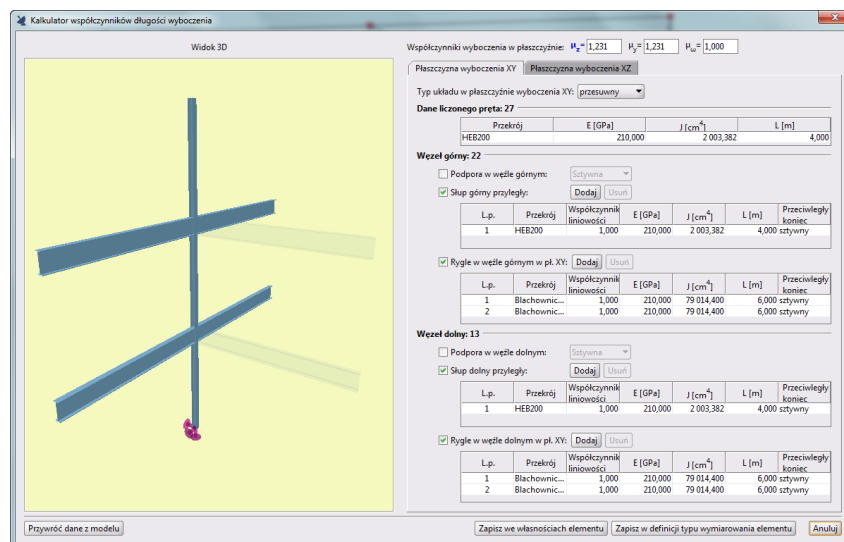 Kalkulator współczynników długości wyboczenia
Widok 3D
Współczynniki wyboczenia w płaszczyźnie: μz= 1,231 μy= 1,231 μω= 1,000
Płaszczyzna wyboczenia XY Płaszczyzna wyboczenia XZ
Typ układu w płaszczyźnie wyboczenia XY: przesuwny
Dane liczonego pręta: 27
Przekrój E [GPa] J [cm4] L [m]
HEB200 210,000 2 003,382 4,000
Węzeł górny: 22
Podpora w węźle górnym: Sztywna
Słup górny przyległy: Dodaj Usuń
L.p. Przekrój Współczynnik liniowości E [GPa] J [cm4] L [m] Przeciwległy koniec
1 HEB200 1,000 210,000 2 003,382 4,000 sztywny
Rygle w węźle górnym w pł. XY: Dodaj Usuń
L.p. Przekrój Współczynnik liniowości E [GPa] J [cm4] L [m] Przeciwległy koniec
1 Blachownic... 1,000 210,000 79 014,400 6,000 sztywny
2 Blachownic... 1,000 210,000 79 014,400 6,000 sztywny
Węzeł dolny: 13
Podpora w węźle dolnym: Sztywna
Słup dolny przyległy: Dodaj Usuń
L.p. Przekrój Współczynnik liniowości E [GPa] J [cm4] L [m] Przeciwległy koniec
1 HEB200 1,000 210,000 2 003,382 4,000 sztywny
Rygle w węźle dolnym w pł. XY: Dodaj Usuń
L.p. Przekrój Współczynnik liniowości E [GPa] J [cm4] L [m] Przeciwległy koniec
1 Blachownic... 1,000 210,000 79 014,400 6,000 sztywny
2 Blachownic... 1,000 210,000 79 014,400 6,000 sztywny
Przywróć dane z modelu Zapisz we własnościach elementu Zapisz w definicji typu wymiarowania elementu Anuluj